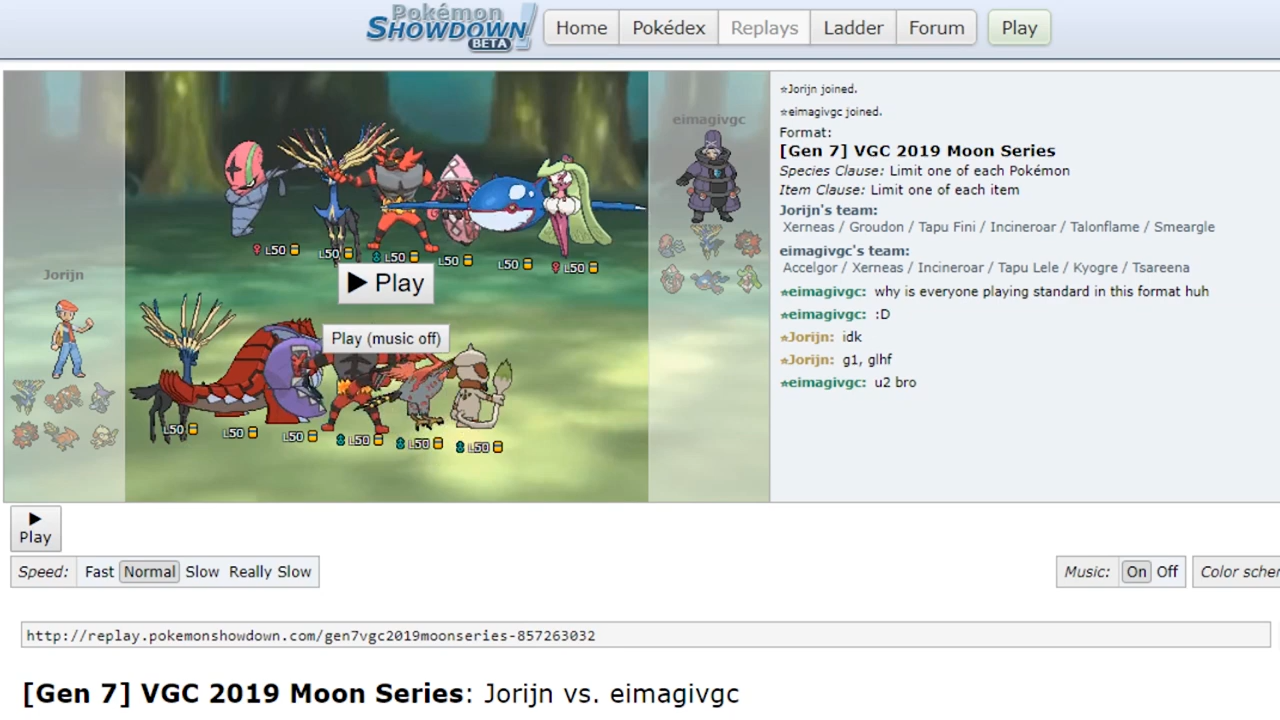 Pokémon
SHOWDOWN!
BETA
Home
Pokédex
Replays
Ladder
Forum
Play
Jorijn
eimagivgc
L50
L50
L50
L50
L50
L50
▶ Play
Play (music off)
L50
L50
L50
L50
L50
L50
☆Jorijn joined.
☆eimagivgc joined.
Format:
[Gen 7] VGC 2019 Moon Series
Species Clause: Limit one of each Pokémon
Item Clause: Limit one of each item
Jorijn's team:
Xerneas / Groudon / Tapu Fini / Incineroar / Talonflame / Smeargle
eimagivgc's team:
Accelgor / Xerneas / Incineroar / Tapu Lele / Kyogre / Tsareena
☆eimagivgc: why is everyone playing standard in this format huh
☆eimagivgc: :D
☆Jorijn: idk
☆Jorijn: g1, glhf
☆eimagivgc: u2 bro
▶
Play
Speed: Fast Normal Slow Really Slow
Music: On Off
Color scher
http://replay.pokemonshowdown.com/gen7vgc2019moonseries-857263032
[Gen 7] VGC 2019 Moon Series: Jorijn vs. eimagivgc